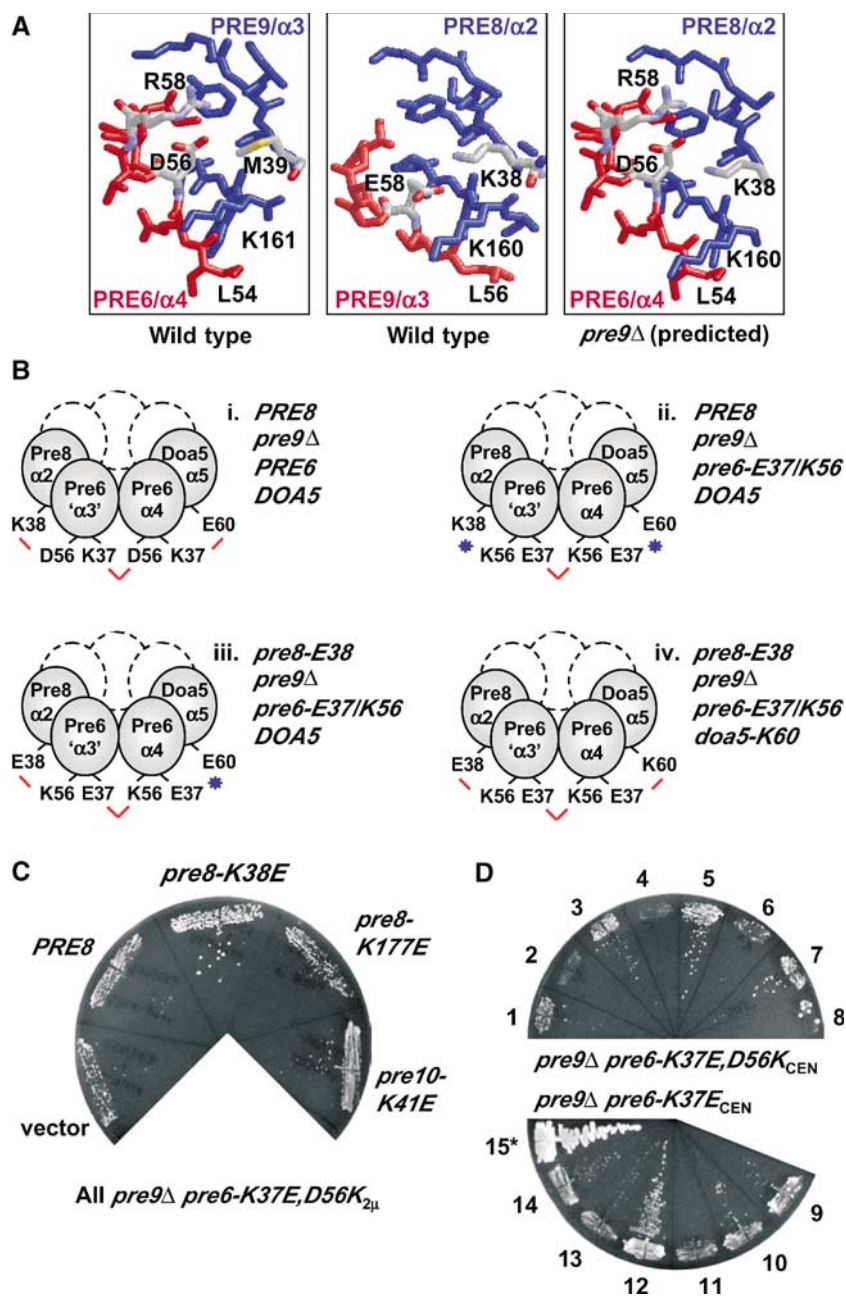 A
PRE9/α3
R58
D56
M39
K161
PRE6/α4
L54
Wild type
PRE8/α2
E58
K38
K160
PRE9/α3
L56
Wild type
PRE8/α2
R58
D56
K38
K160
PRE6/α4
L54
pre9Δ (predicted)
B
i. PRE8
pre9Δ
PRE6
DOA5
Pre8
α2
Pre6
'α3'
Pre6
α4
Doa5
α5
K38
D56 K37
D56 K37
E60
ii. PRE8
pre9Δ
pre6-E37/K56
DOA5
Pre8
α2
Pre6
'α3'
Pre6
α4
Doa5
α5
K38
K56 E37
K56 E37
E60
iii. pre8-E38
pre9Δ
pre6-E37/K56
DOA5
Pre8
α2
Pre6
'α3'
Pre6
α4
Doa5
α5
E38
K56 E37
K56 E37
E60
iv. pre8-E38
pre9Δ
pre6-E37/K56
doa5-K60
Pre8
α2
Pre6
'α3'
Pre6
α4
Doa5
α5
E38
K56 E37
K56 E37
K60
C
pre8-K38E
PRE8
pre8-
K177E
vector
pre10-
K41E
All pre9Δ pre6-K37E,D56K2μ
D
1
2
3
4
5
6
7
8
pre9Δ pre6-K37E,D56KCEN
pre9Δ pre6-K37ECEN
15*
14
13
12
11
10
9